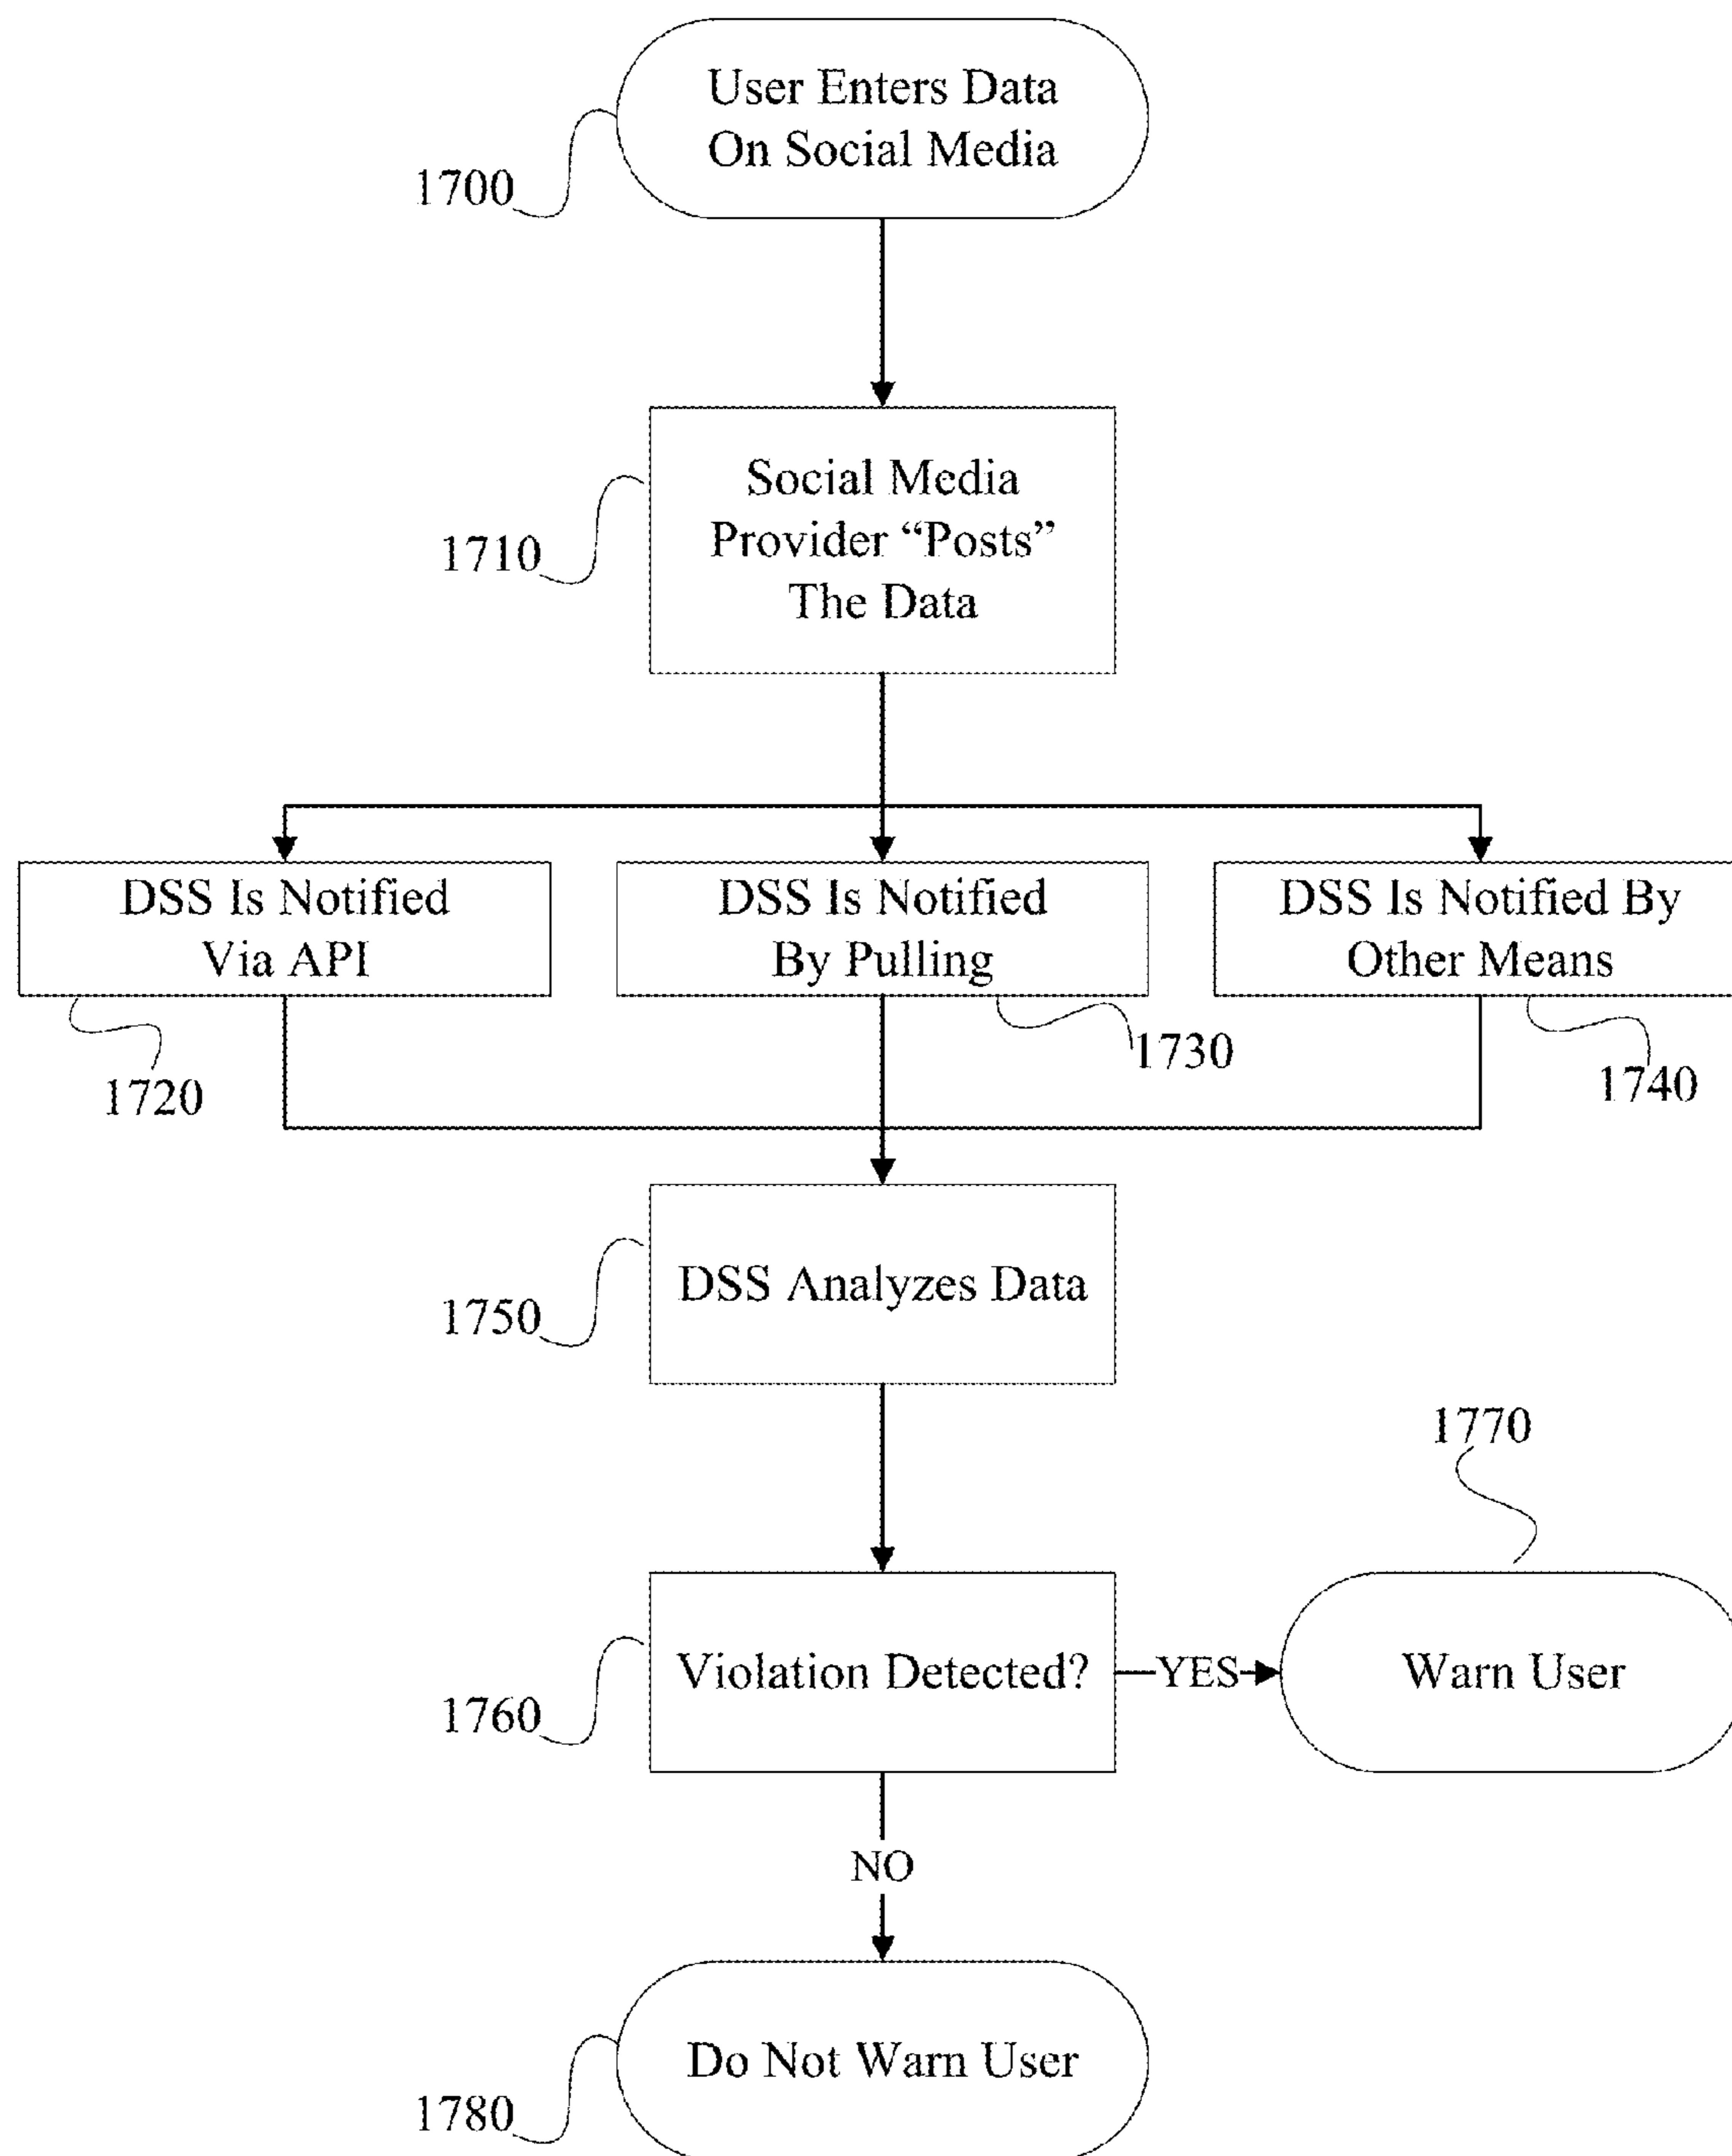 User Enters Data
On Social Media
1700
Social Media
Provider “Posts”
The Data
1710
DSS Is Notified
Via API
DSS Is Notified
By Pulling
DSS Is Notified By
Other Means
1720
1730
1740
DSS Analyzes Data
1750
1770
Violation Detected?
YES
Warn User
1760
NO
Do Not Warn User
1780